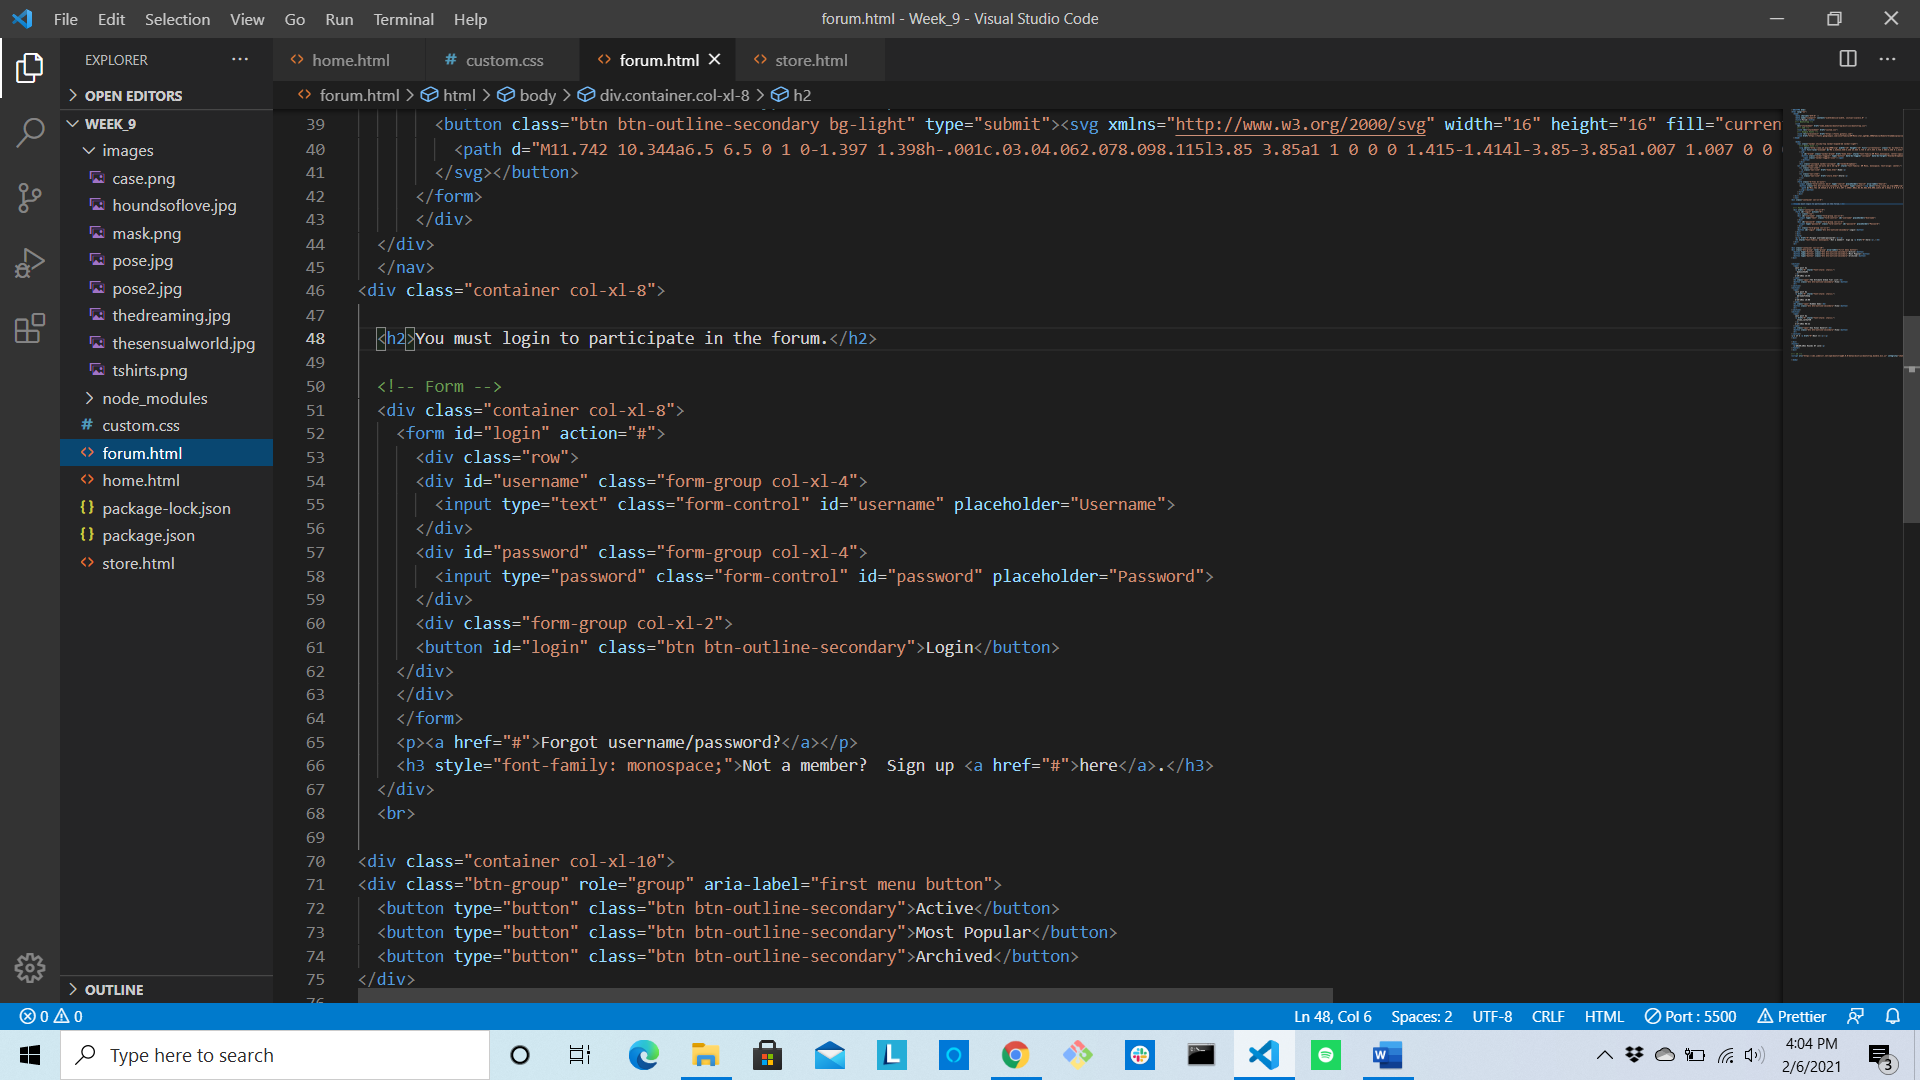 File Edit Selection View Go Run Terminal Help
forum.html - Week_9 - Visual Studio Code
EXPLORER
OPEN EDITORS
WEEK_9
images
case.png
houndsoflove.jpg
mask.png
pose.jpg
pose2.jpg
thedreaming.jpg
thesensualworld.jpg
tshirts.png
node_modules
custom.css
forum.html
home.html
package-lock.json
package.json
store.html
OUTLINE
home.html # custom.css forum.html store.html
forum.html > html > body > div.container.col-xl-8 > h2
39 <button class="btn btn-outline-secondary bg-light" type="submit"><svg xmlns="http://www.w3.org/2000/svg" width="16" height="16" fill="curren
40 <path d="M11.742 10.344a6.5 6.5 0 1 0-1.397 1.398h-.001c.03.04.062.078.098.115l3.85 3.85a1 1 0 0 0 1.415-1.414l-3.85-3.85a1.007 1.007 0 0
41 </svg></button>
42 </form>
43 </div>
44 </div>
45 </nav>
46 <div class="container col-xl-8">
47
48 <h2>You must login to participate in the forum.</h2>
49
50 <!-- Form -->
51 <div class="container col-xl-8">
52 <form id="login" action="#">
53 <div class="row">
54 <div id="username" class="form-group col-xl-4">
55 <input type="text" class="form-control" id="username" placeholder="Username">
56 </div>
57 <div id="password" class="form-group col-xl-4">
58 <input type="password" class="form-control" id="password" placeholder="Password">
59 </div>
60 <div class="form-group col-xl-2">
61 <button id="login" class="btn btn-outline-secondary">Login</button>
62 </div>
63 </div>
64 </form>
65 <p><a href="#">Forgot username/password?</a></p>
66 <h3 style="font-family: monospace;">Not a member?  Sign up <a href="#">here</a>.</h3>
67 </div>
68 <br>
69
70 <div class="container col-xl-10">
71 <div class="btn-group" role="group" aria-label="first menu button">
72 <button type="button" class="btn btn-outline-secondary">Active</button>
73 <button type="button" class="btn btn-outline-secondary">Most Popular</button>
74 <button type="button" class="btn btn-outline-secondary">Archived</button>
75 </div>
76
0 0 Ln 48, Col 6 Spaces: 2 UTF-8 CRLF HTML Port : 5500 Prettier
Type here to search
4:04 PM
2/6/2021
3